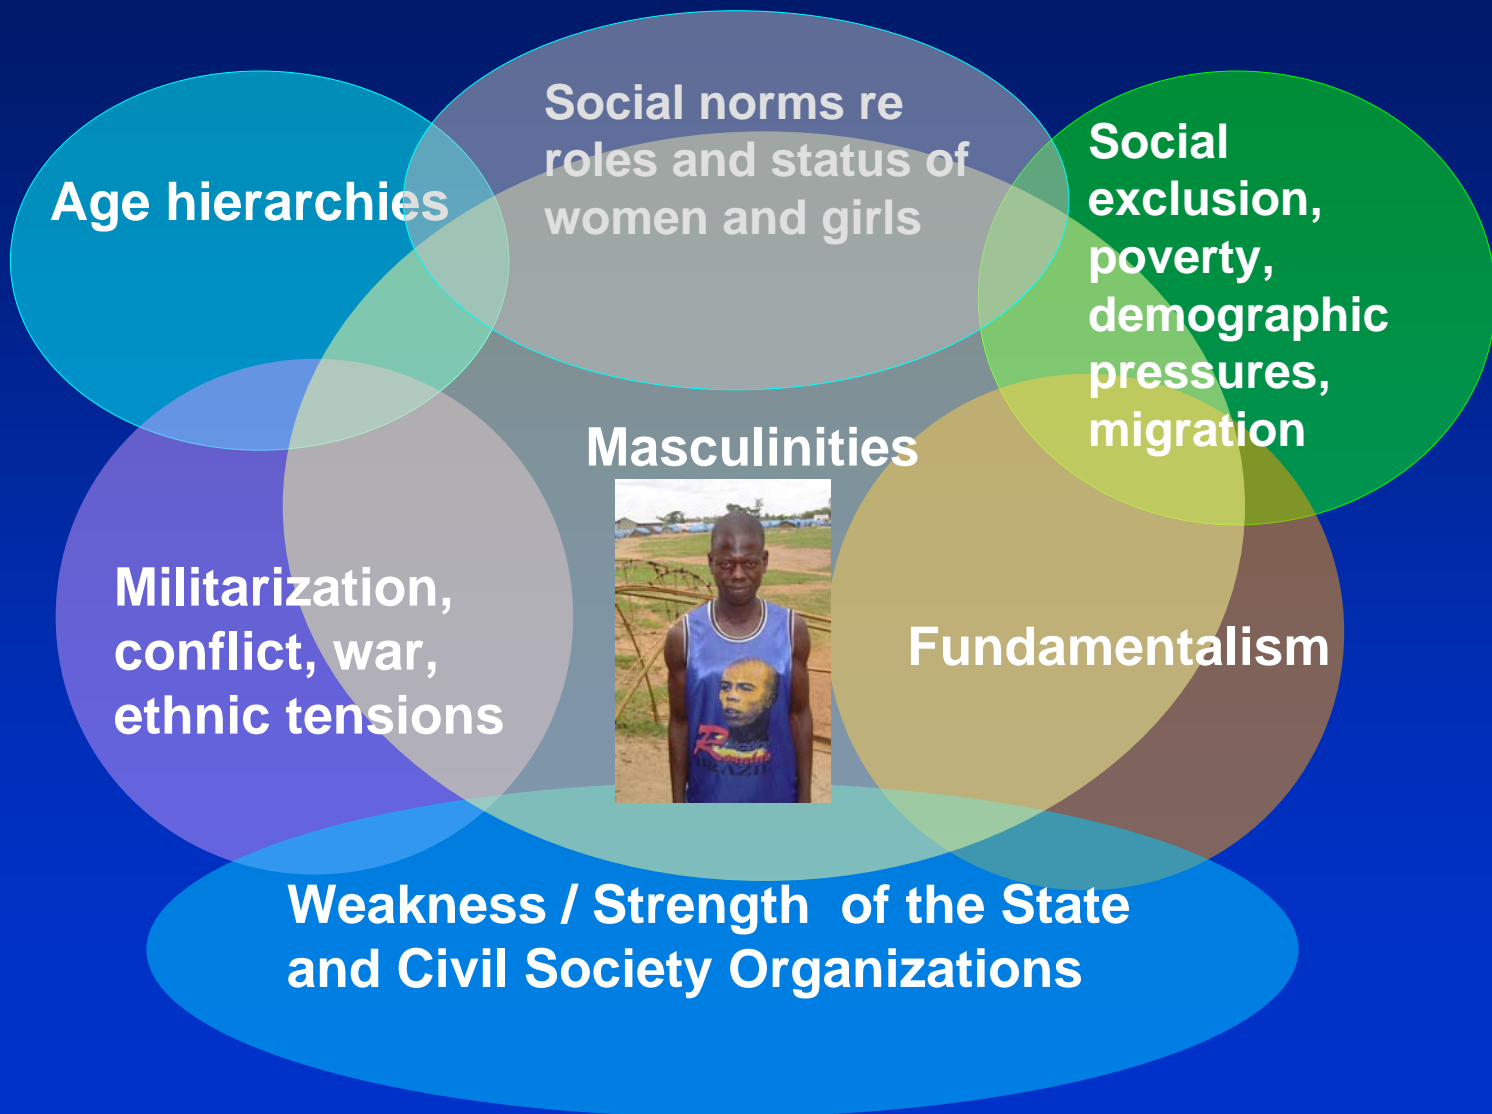 Social norms re
roles and status of
women and girls
Age hierarchies
Social
exclusion,
poverty,
demographic
pressures,
migration
Masculinities
Militarization,
conflict, war,
ethnic tensions
Fundamentalism
BRAZIL
Weakness / Strength  of the State
and Civil Society Organizations